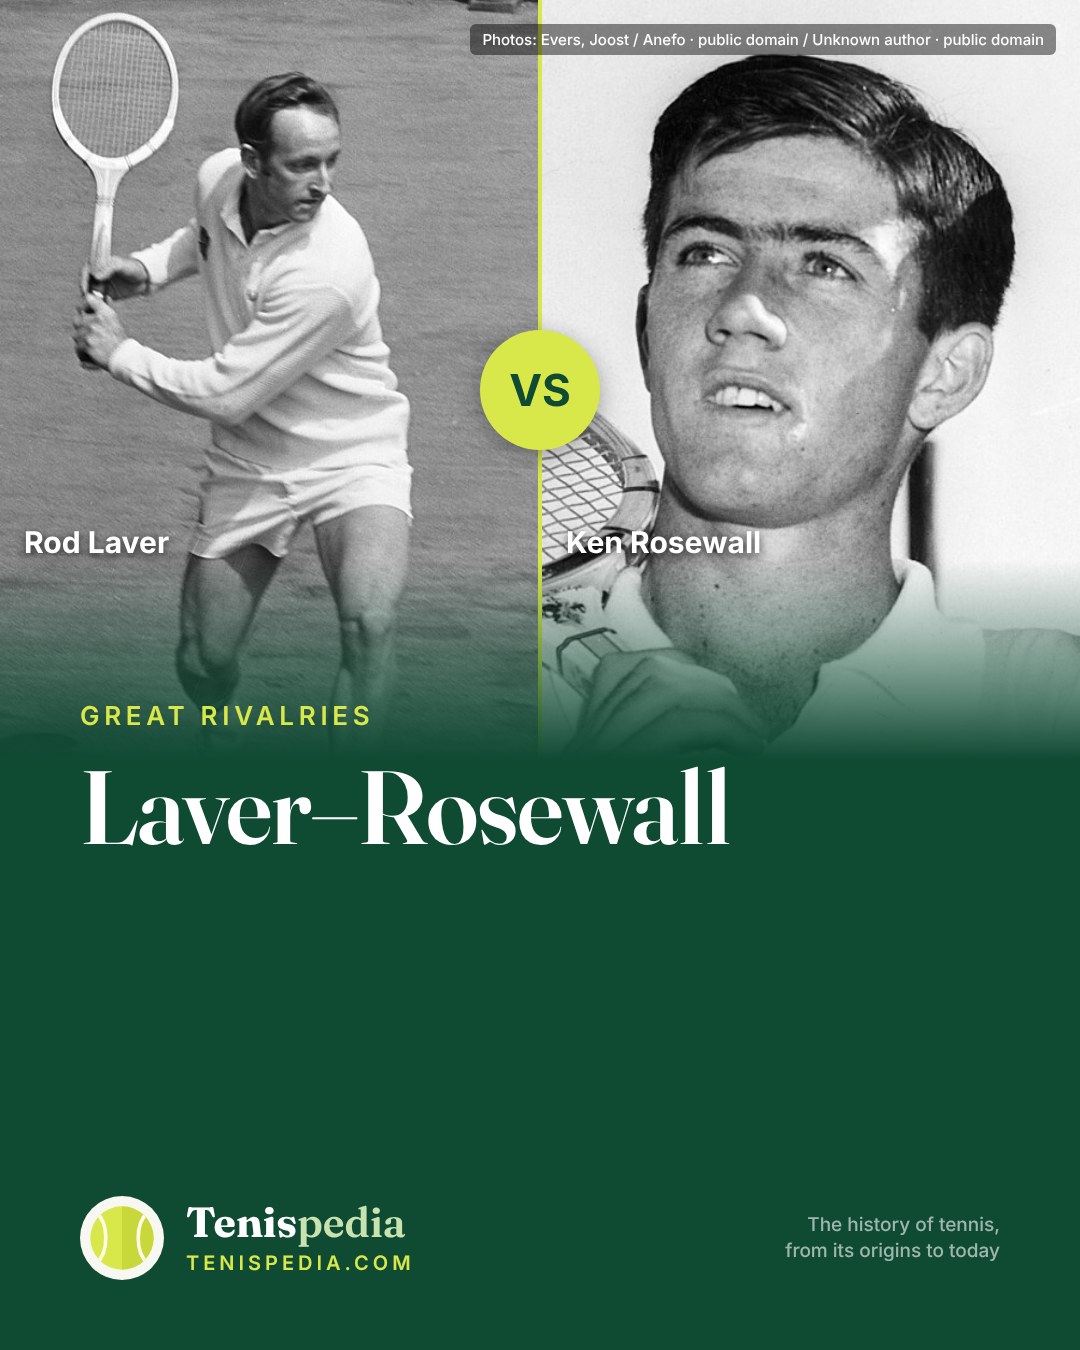 Photos: Evers, Joost / Anefo · public domain / Unknown author · public domain
VS
Rod Laver
Ken Rosewall
GREAT RIVALRIES
Laver–Rosewall
Tenispedia
TENISPEDIA.COM
The history of tennis,
from its origins to today